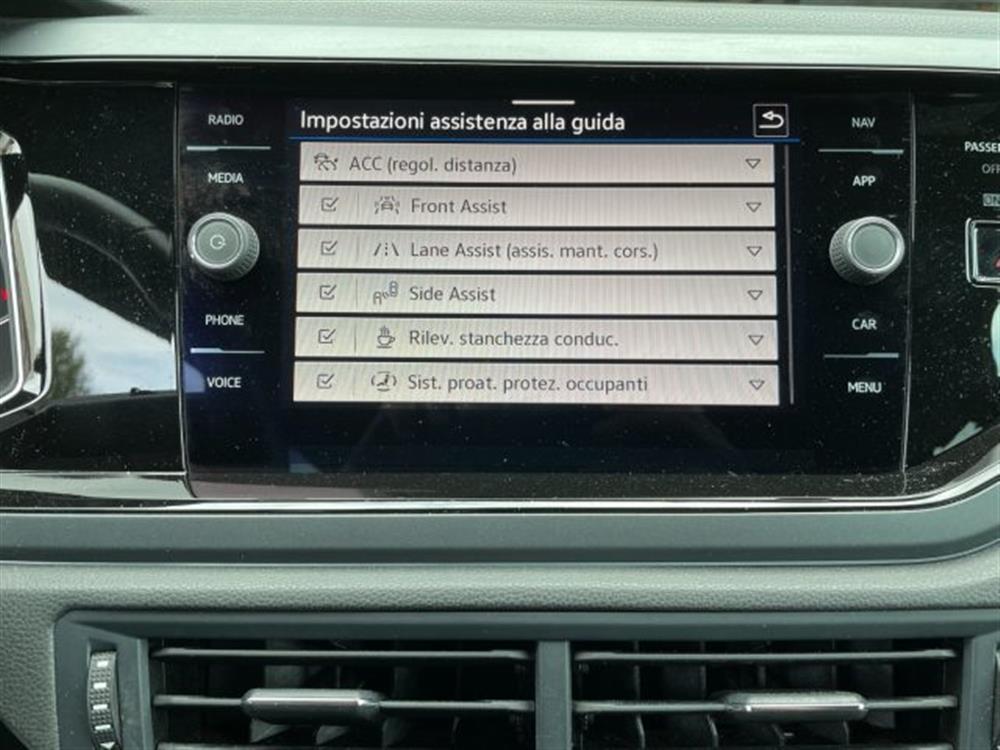 RADIO
MEDIA
PHONE
VOICE
Impostazioni assistenza alla guida
ACC (regol. distanza)
Front Assist
Lane Assist (assis. mant. cors.)
Side Assist
Rilev. stanchezza conduc.
Sist. proat. protez. occupanti
NAV
APP
CAR
MENU